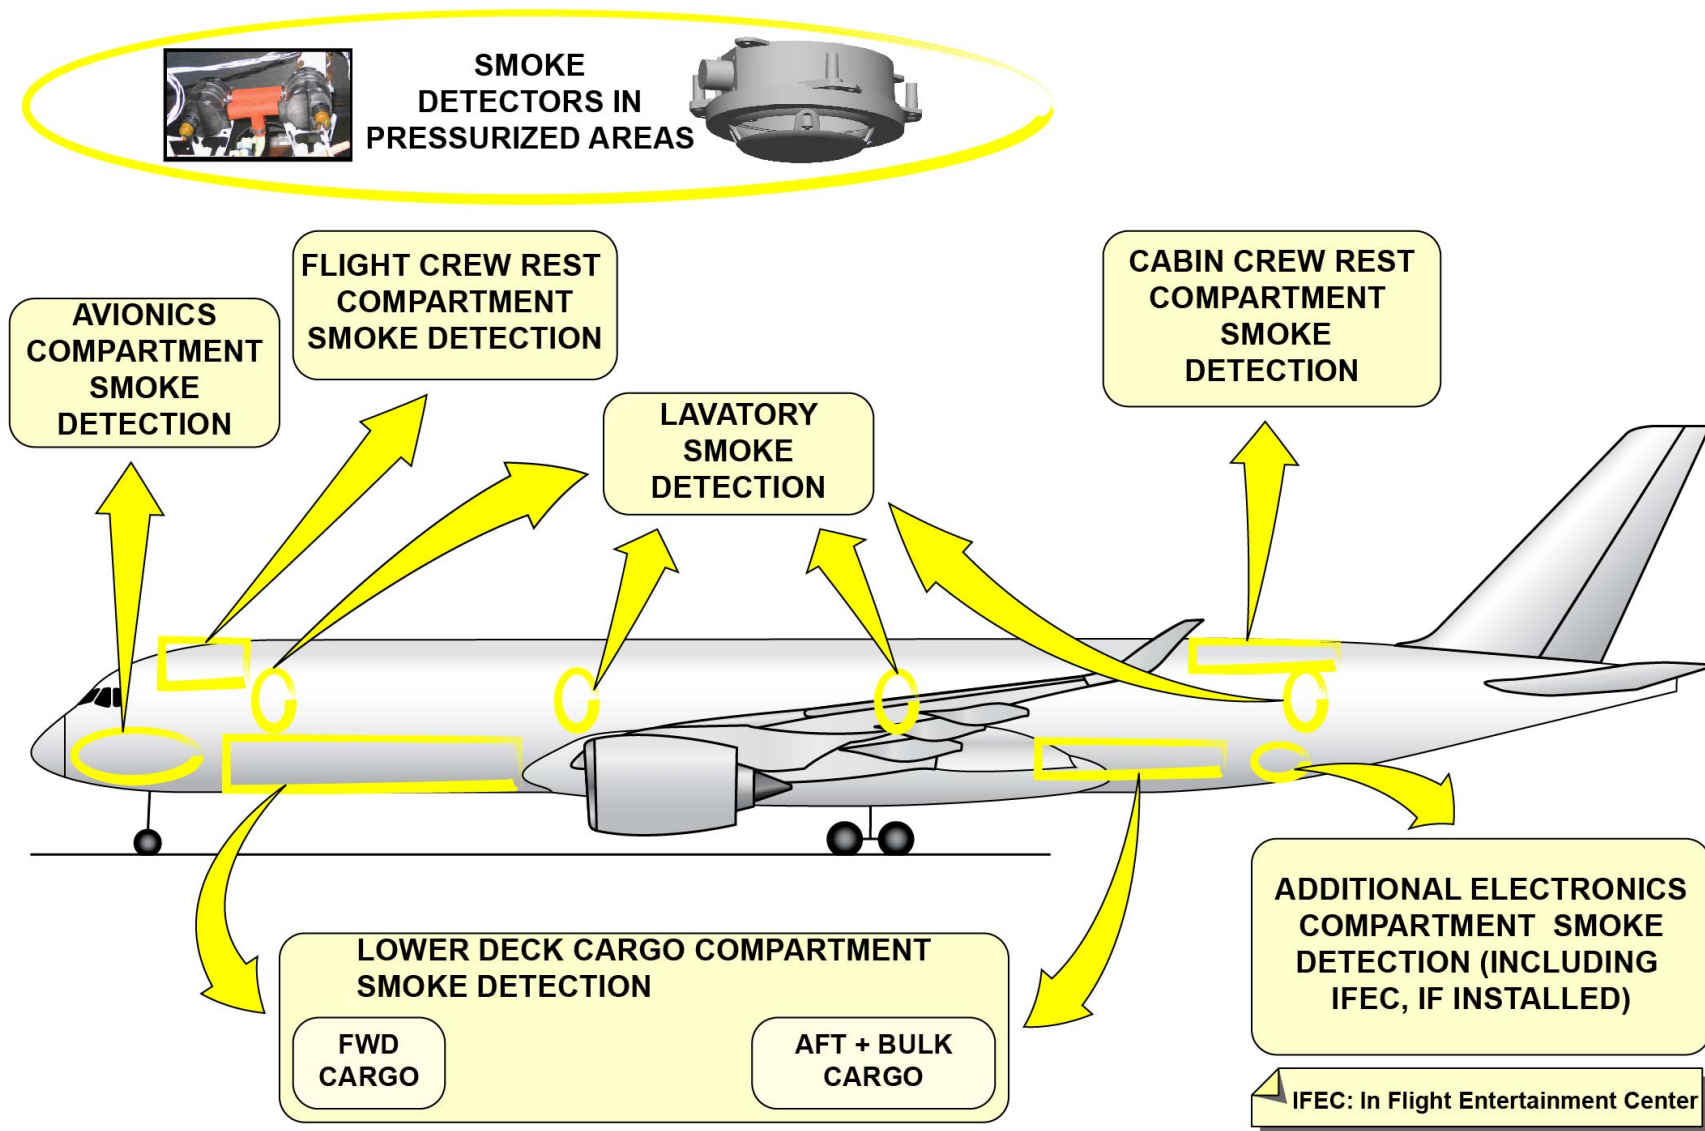 SMOKE
DETECTORS IN
PRESSURIZED AREAS
FLIGHT CREW REST
COMPARTMENT
SMOKE DETECTION
CABIN CREW REST
COMPARTMENT
SMOKE
DETECTION
AVIONICS
COMPARTMENT
SMOKE
DETECTION
LAVATORY
SMOKE
DETECTION
LOWER DECK CARGO COMPARTMENT
SMOKE DETECTION
FWD
CARGO
AFT + BULK
CARGO
ADDITIONAL ELECTRONICS
COMPARTMENT SMOKE
DETECTION (INCLUDING
IFEC, IF INSTALLED)
IFEC: In Flight Entertainment Center